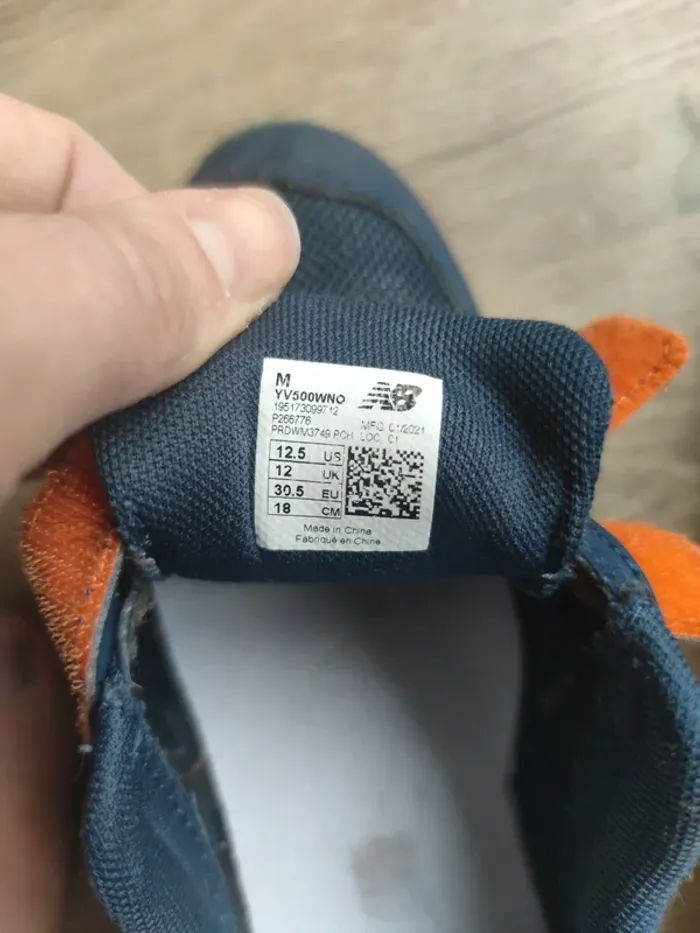 M
YV500WNO
NB
195173099712
P266776
MFG. 01/2021
PRDWM3749 PCH LOC. 01
12.5 US
12 UK
30.5 EU
18 CM
Made in China
Fabriqué en Chine